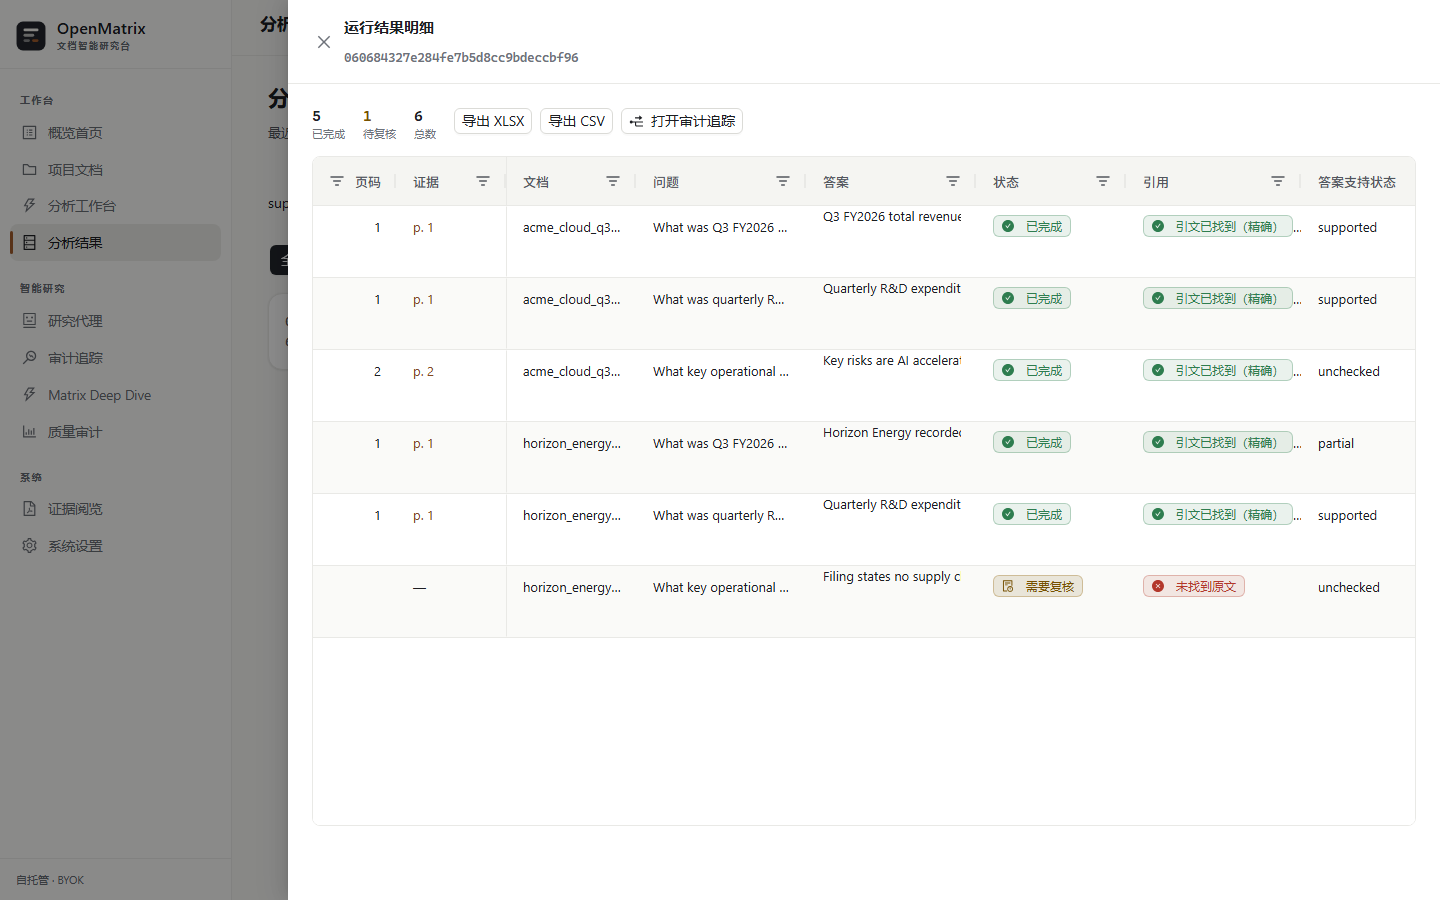 OpenMatrix
文档智能研究台
工作台
概览首页
项目文档
分析工作台
分析结果
智能研究
研究代理
审计追踪
Matrix Deep Dive
质量审计
系统
证据阅览
系统设置
自托管 · BYOK
分析
分
最近
sup
全
运行结果明细
060684327e284fe7b5d8cc9bdeccbf96
5 已完成
1 待复核
6 总数
导出 XLSX
导出 CSV
打开审计追踪
页码 证据 文档 问题 答案 状态 引用 答案支持状态
1 p. 1 acme_cloud_q3... What was Q3 FY2026 ... Q3 FY2026 total revenue 已完成 引文已找到（精确） ... supported
1 p. 1 acme_cloud_q3... What was quarterly R... Quarterly R&D expendit 已完成 引文已找到（精确） ... supported
2 p. 2 acme_cloud_q3... What key operational ... Key risks are AI accelerat 已完成 引文已找到（精确） ... unchecked
1 p. 1 horizon_energy... What was Q3 FY2026 ... Horizon Energy recorded 已完成 引文已找到（精确） ... partial
1 p. 1 horizon_energy... What was quarterly R... Quarterly R&D expendit 已完成 引文已找到（精确） ... supported
— horizon_energy... What key operational ... Filing states no supply c 需要复核 未找到原文 unchecked